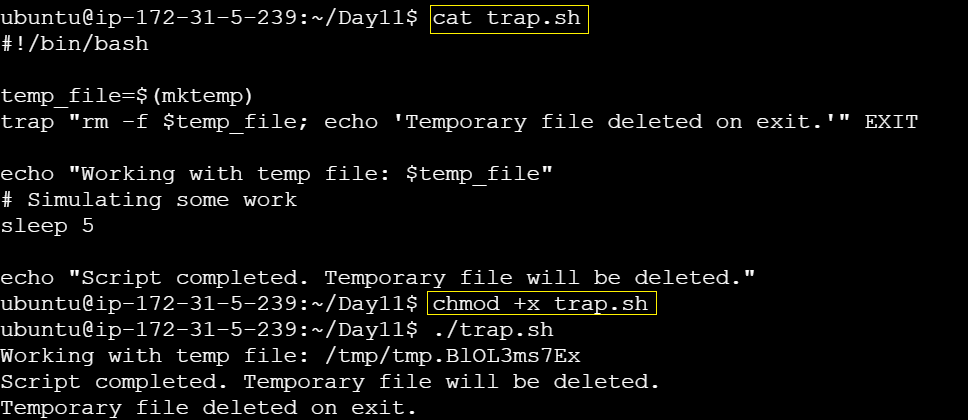 ubuntu@ip-172-31-5-239:~/Day11$ cat trap.sh
#!/bin/bash
temp_file=$(mktemp)
trap "rm -f $temp_file; echo 'Temporary file deleted on exit.'" EXIT
echo "Working with temp file: $temp_file"
# Simulating some work
sleep 5
echo "Script completed. Temporary file will be deleted."
ubuntu@ip-172-31-5-239:~/Day11$ chmod +x trap.sh
ubuntu@ip-172-31-5-239:~/Day11$ ./trap.sh
Working with temp file: /tmp/tmp.BlOL3ms7Ex
Script completed. Temporary file will be deleted.
Temporary file deleted on exit.